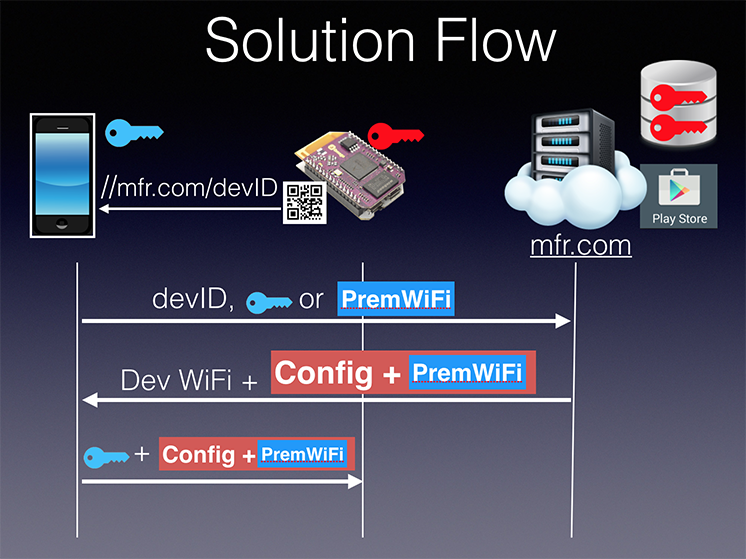 Solution Flow
//mfr.com/devID
Play Store
mfr.com
devID, or PremWiFi
Dev WiFi + Config + PremWiFi
+ Config + PremWiFi